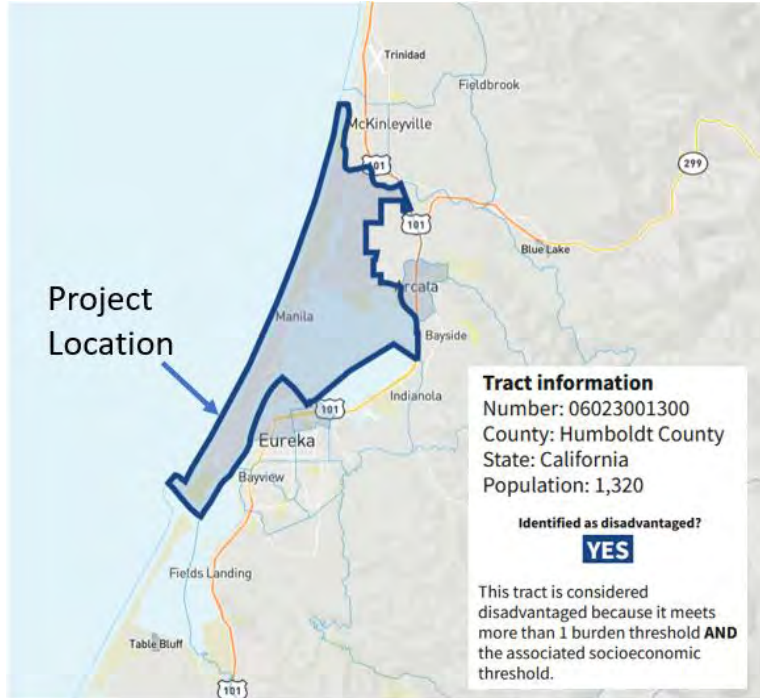 Trinidad
Fieldbrook
McKinleyville
101
299
101
Blue Lake
Arcata
Project
Location
Manila
Bayside
Indianola
101
Eureka
Bayview
Fields Landing
Table Bluff
101
Tract information
Number: 06023001300
County: Humboldt County
State: California
Population: 1,320
Identified as disadvantaged?
YES
This tract is considered
disadvantaged because it meets
more than 1 burden threshold AND
the associated socioeconomic
threshold.